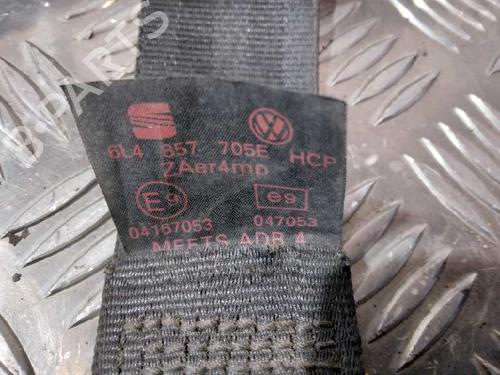 B-PARTS
6L4 857 705E HCP
ZAer4mp
E9 e9
04167053 047053
MEETS ADR 4